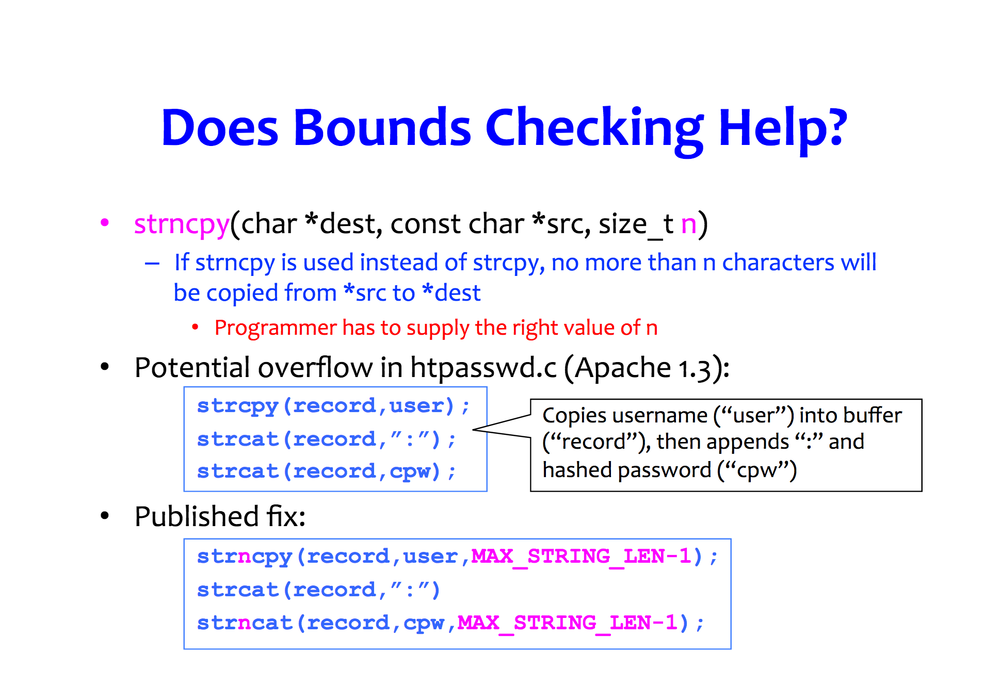 Does Bounds Checking Help?
• strncpy(char *dest, const char *src, size_t n)
– If strncpy is used instead of strcpy, no more than n characters will
be copied from *src to *dest
• Programmer has to supply the right value of n
• Potential overflow in htpasswd.c (Apache 1.3):
strcpy(record,user);
strcat(record,”:”);
strcat(record,cpw);
Copies username (“user”) into buffer
(“record”), then appends “:” and
hashed password (“cpw”)
• Published fix:
strncpy(record,user,MAX_STRING_LEN-1);
strcat(record,”:”)
strncat(record,cpw,MAX_STRING_LEN-1);